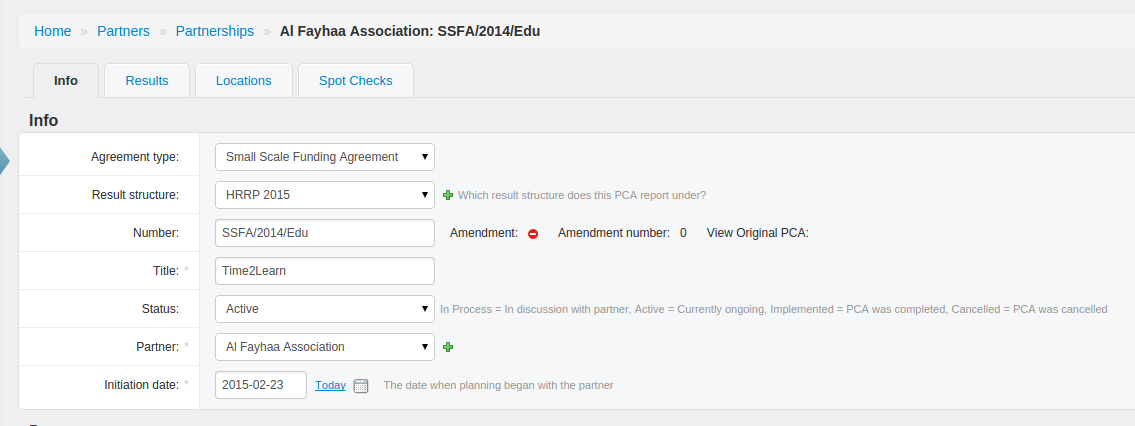 Home » Partners » Partnerships » Al Fayhaa Association: SSFA/2014/Edu
Info Results Locations Spot Checks
Info
Agreement type: Small Scale Funding Agreement
Result structure: HRRP 2015 Which result structure does this PCA report under?
Number: SSFA/2014/Edu Amendment: Amendment number: 0 View Original PCA:
Title: * Time2Learn
Status: Active In Process = In discussion with partner, Active = Currently ongoing, Implemented = PCA was completed, Cancelled = PCA was cancelled
Partner: * Al Fayhaa Association
Initiation date: * 2015-02-23 Today The date when planning began with the partner